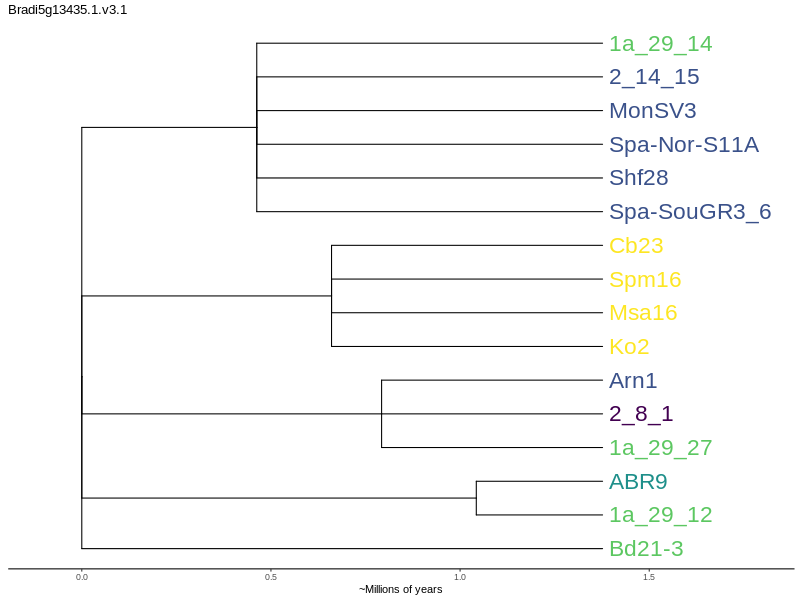 Bradi5g13435.1.v3.1
1a_29_14
2_14_15
MonSV3
Spa-Nor-S11A
Shf28
Spa-SouGR3_6
Cb23
Spm16
Msa16
Ko2
Arn1
2_8_1
1a_29_27
ABR9
1a_29_12
Bd21-3
0.0 0.5 1.0 1.5
~Millions of years